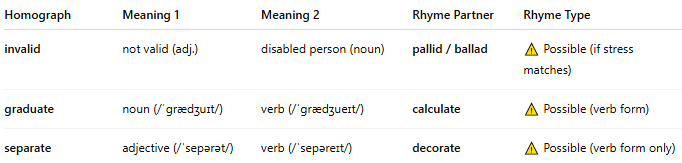 Homograph Meaning 1 Meaning 2 Rhyme Partner Rhyme Type
invalid not valid (adj.) disabled person (noun) pallid / ballad ⚠️ Possible (if stress
matches)
graduate noun (/ˈɡrædʒuɪt/) verb (/ˈɡrædʒueɪt/) calculate ⚠️ Possible (verb form)
separate adjective (/ˈsepərət/) verb (/ˈsepəreɪt/) decorate ⚠️ Possible (verb form only)